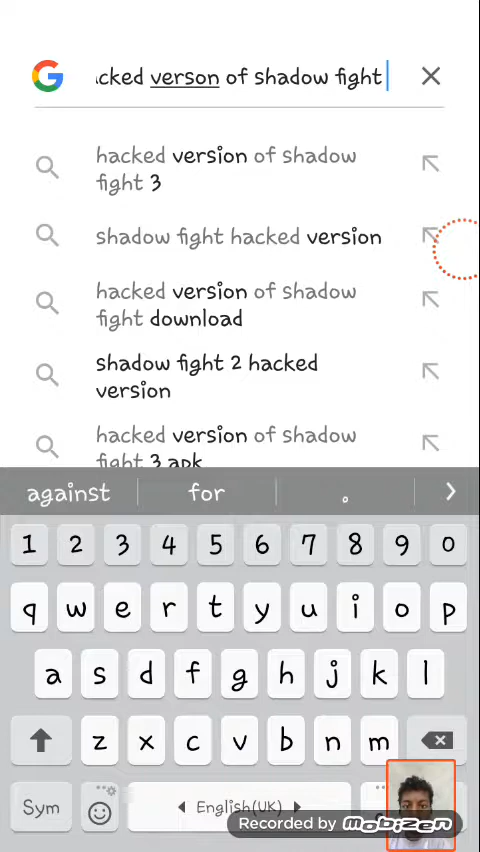 cked verson of shadow fight
hacked version of shadow
fight 3
shadow fight hacked version
hacked version of shadow
fight download
shadow fight 2 hacked
version
hacked version of shadow
fight 3 apk
against for .
1 2 3 4 5 6 7 8 9 0
q w e r t y u i o p
a s d f g h j k l
z x c v b n m
Sym English(UK)
Recorded by mobizen